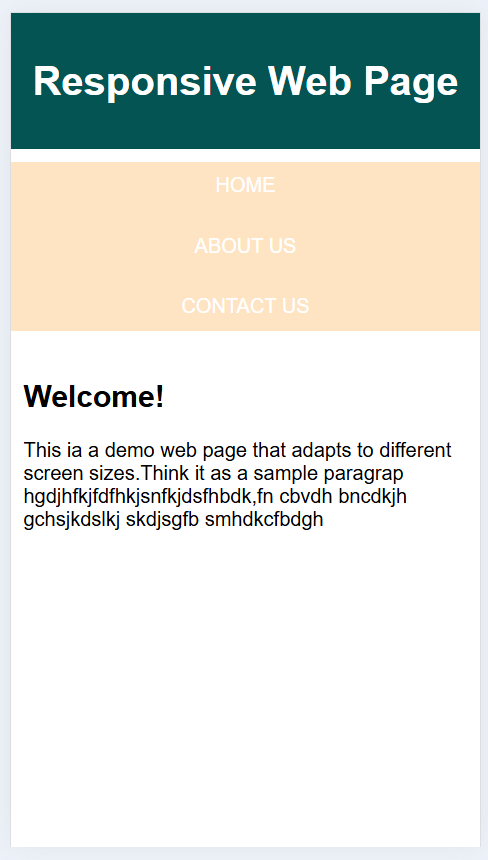 Responsive Web Page
HOME
ABOUT US
CONTACT US
Welcome!
This ia a demo web page that adapts to different
screen sizes.Think it as a sample paragrap
hgdjhfkjfdfhkjsnfkjdsfhbdk,fn cbvdh bncdkjh
gchsjkdslkj skdjsgfb smhdkcfbdgh